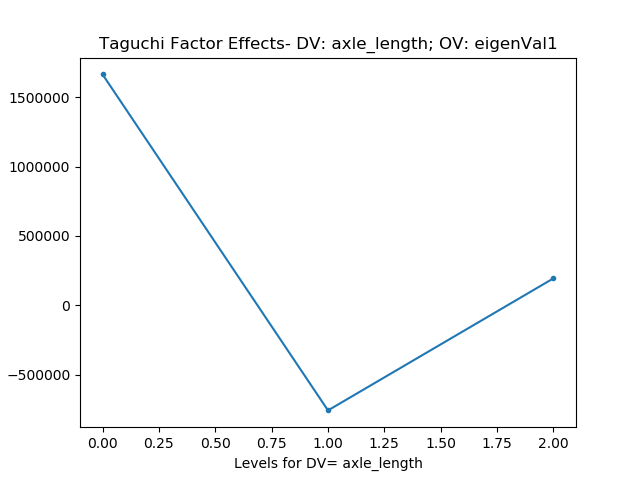 Taguchi Factor Effects- DV: axle_length; OV: eigenVal1
1500000
1000000
500000
0
−500000
0.00 0.25 0.50 0.75 1.00 1.25 1.50 1.75 2.00
Levels for DV= axle_length